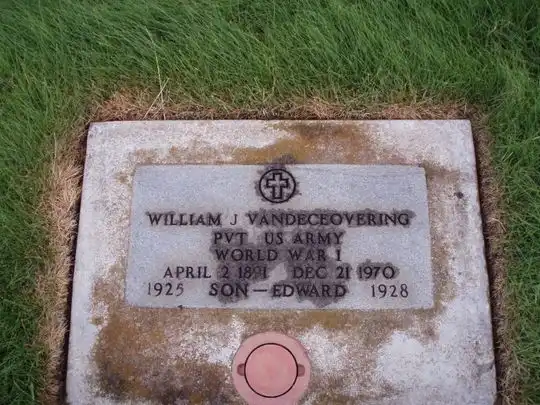 WILLIAM J VANDECEOVERING
PVT US ARMY
WORLD WAR I
APRIL 2 1891 DEC 21 1970
1925 SON — EDWARD 1928